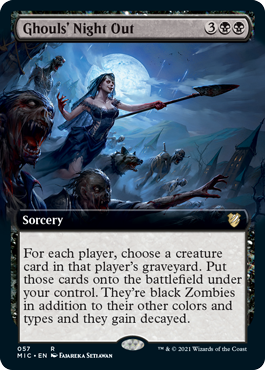 Ghouls' Night Out 3
Sorcery
For each player, choose a creature
card in that player's graveyard. Put
those cards onto the battlefield under
your control. They're black Zombies
in addition to their other colors and
types and they gain decayed.
057 R
MIC • EN Fajareka Setiawan ™ & © 2021 Wizards of the Coast